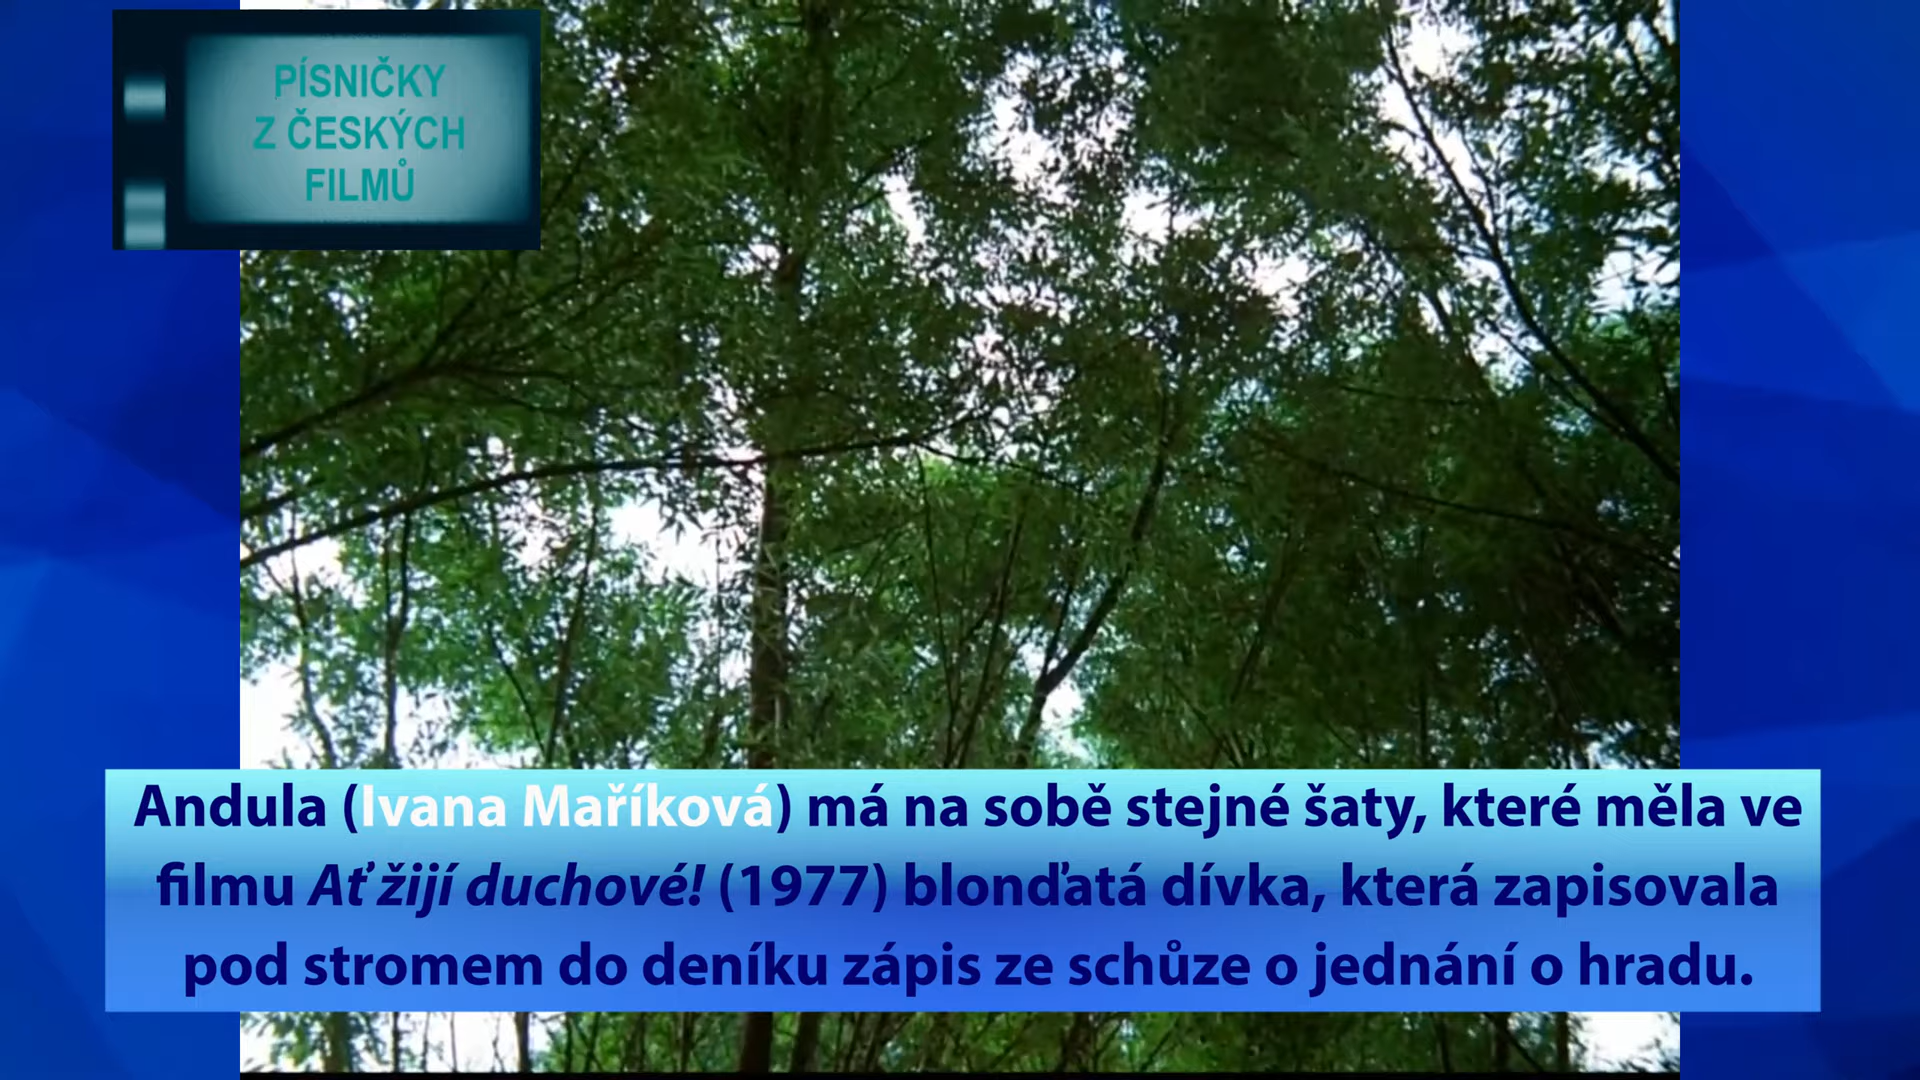 PÍSNIČKY
Z ČESKÝCH
FILMŮ
Andula (Ivana Maříková) má na sobě stejné šaty, které měla ve
filmu Ať žijí duchové! (1977) blonďatá dívka, která zapisovala
pod stromem do deníku zápis ze schůze o jednání o hradu.